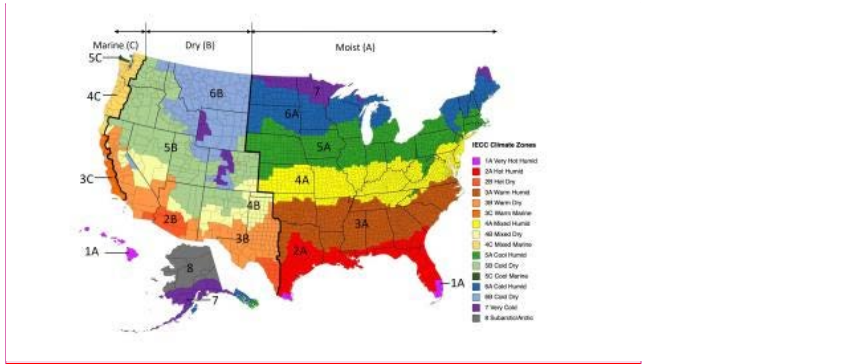 Marine (C)
Dry (B)
Moist (A)
5C
4C
6B
7
6A
5B
5A
3C
4A
4B
2B
3A
3B
2A
1A
8
7
1A
IECC Climate Zones
1A Very Hot Humid
2A Hot Humid
2B Hot Dry
3A Warm Humid
3B Warm Dry
3C Warm Marine
4A Mixed Humid
4B Mixed Dry
4C Mixed Marine
5A Cool Humid
5B Cold Dry
5C Cool Marine
6A Cold Humid
6B Cold Dry
7 Very Cold
8 Subarctic/Arctic